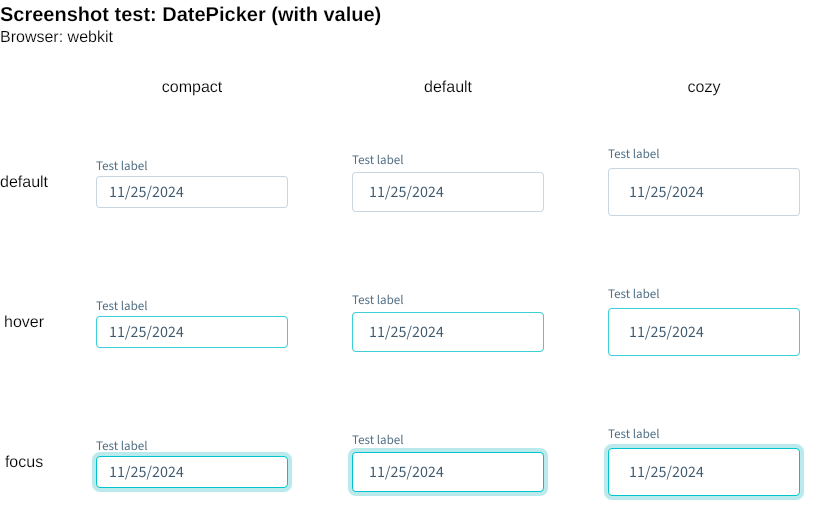 Screenshot test: DatePicker (with value)
Browser: webkit
compact default cozy
Test label Test label Test label
default 11/25/2024 11/25/2024 11/25/2024
Test label Test label Test label
hover 11/25/2024 11/25/2024 11/25/2024
Test label Test label Test label
focus 11/25/2024 11/25/2024 11/25/2024